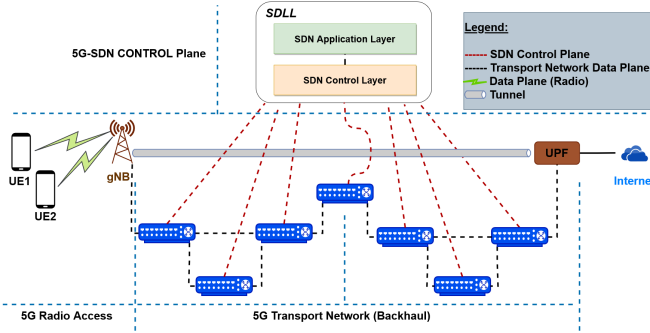 SDLL
SDN Application Layer
SDN Control Layer
5G-SDN CONTROL Plane
Legend:
SDN Control Plane
Transport Network Data Plane
Data Plane (Radio)
Tunnel
UE1
UE2
gNB
UPF
Internet
5G Radio Access
5G Transport Network (Backhaul)